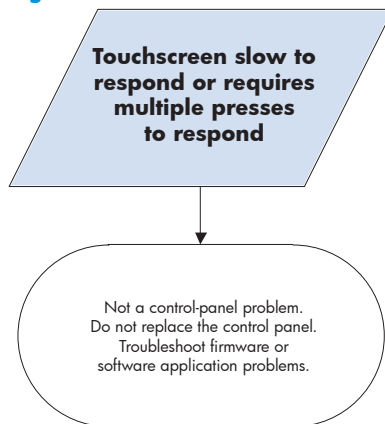 Touchscreen slow to
respond or requires
multiple presses
to respond
Not a control-panel problem.
Do not replace the control panel.
Troubleshoot firmware or
software application problems.